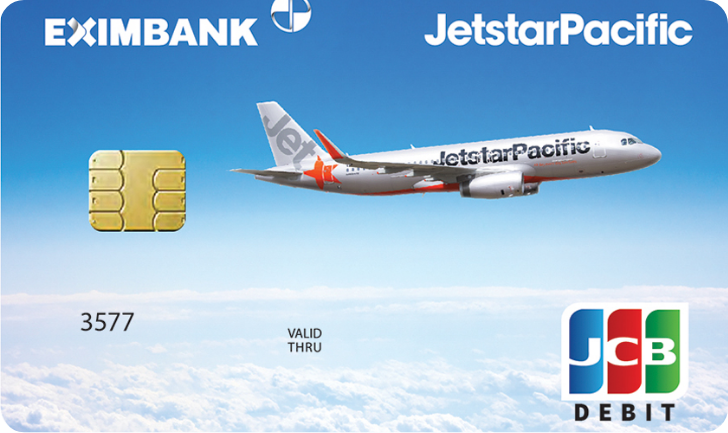 EXIMBANK JetstarPacific
Jet
JetstarPacific
3577
VALID
THRU
JCB
DEBIT